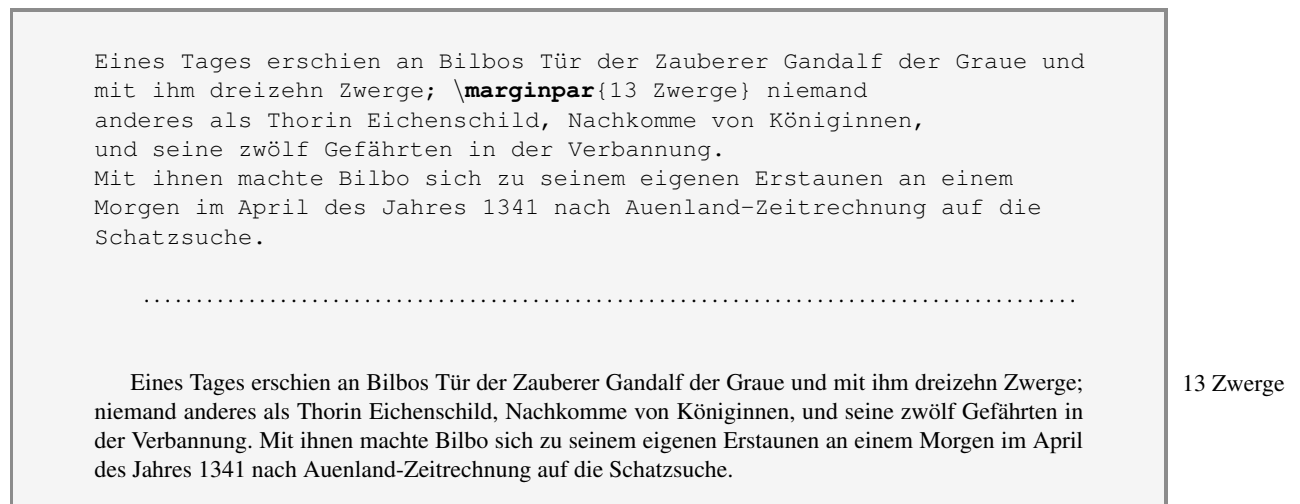 Eines Tages erschien an Bilbos Tür der Zauberer Gandalf der Graue und
mit ihm dreizehn Zwerge; \marginpar{13 Zwerge} niemand
anderes als Thorin Eichenschild, Nachkomme von Königinnen,
und seine zwölf Gefährten in der Verbannung.
Mit ihnen machte Bilbo sich zu seinem eigenen Erstaunen an einem
Morgen im April des Jahres 1341 nach Auenland-Zeitrechnung auf die
Schatzsuche.
Eines Tages erschien an Bilbos Tür der Zauberer Gandalf der Graue und mit ihm dreizehn Zwerge;
13 Zwerge
niemand anderes als Thorin Eichenschild, Nachkomme von Königinnen, und seine zwölf Gefährten in
der Verbannung. Mit ihnen machte Bilbo sich zu seinem eigenen Erstaunen an einem Morgen im April
des Jahres 1341 nach Auenland-Zeitrechnung auf die Schatzsuche.